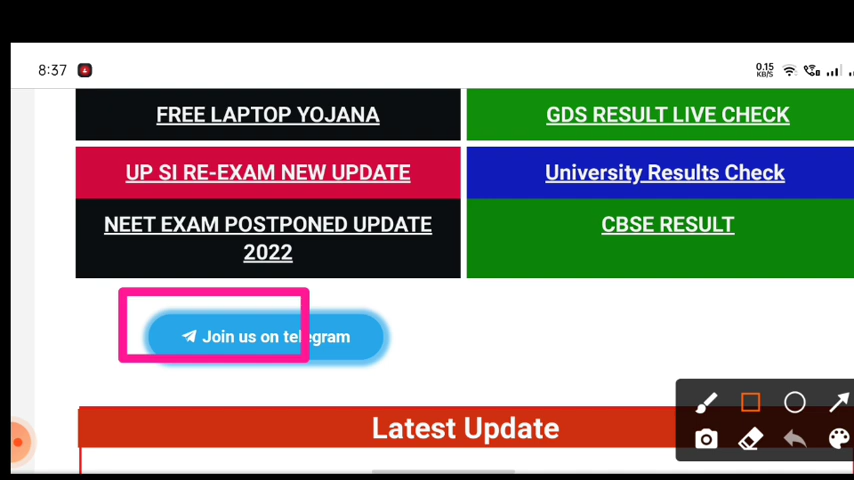 8:37
0.15
KB/S
FREE LAPTOP YOJANA
GDS RESULT LIVE CHECK
UP SI RE-EXAM NEW UPDATE
University Results Check
NEET EXAM POSTPONED UPDATE
2022
CBSE RESULT
Join us on telegram
Latest Update